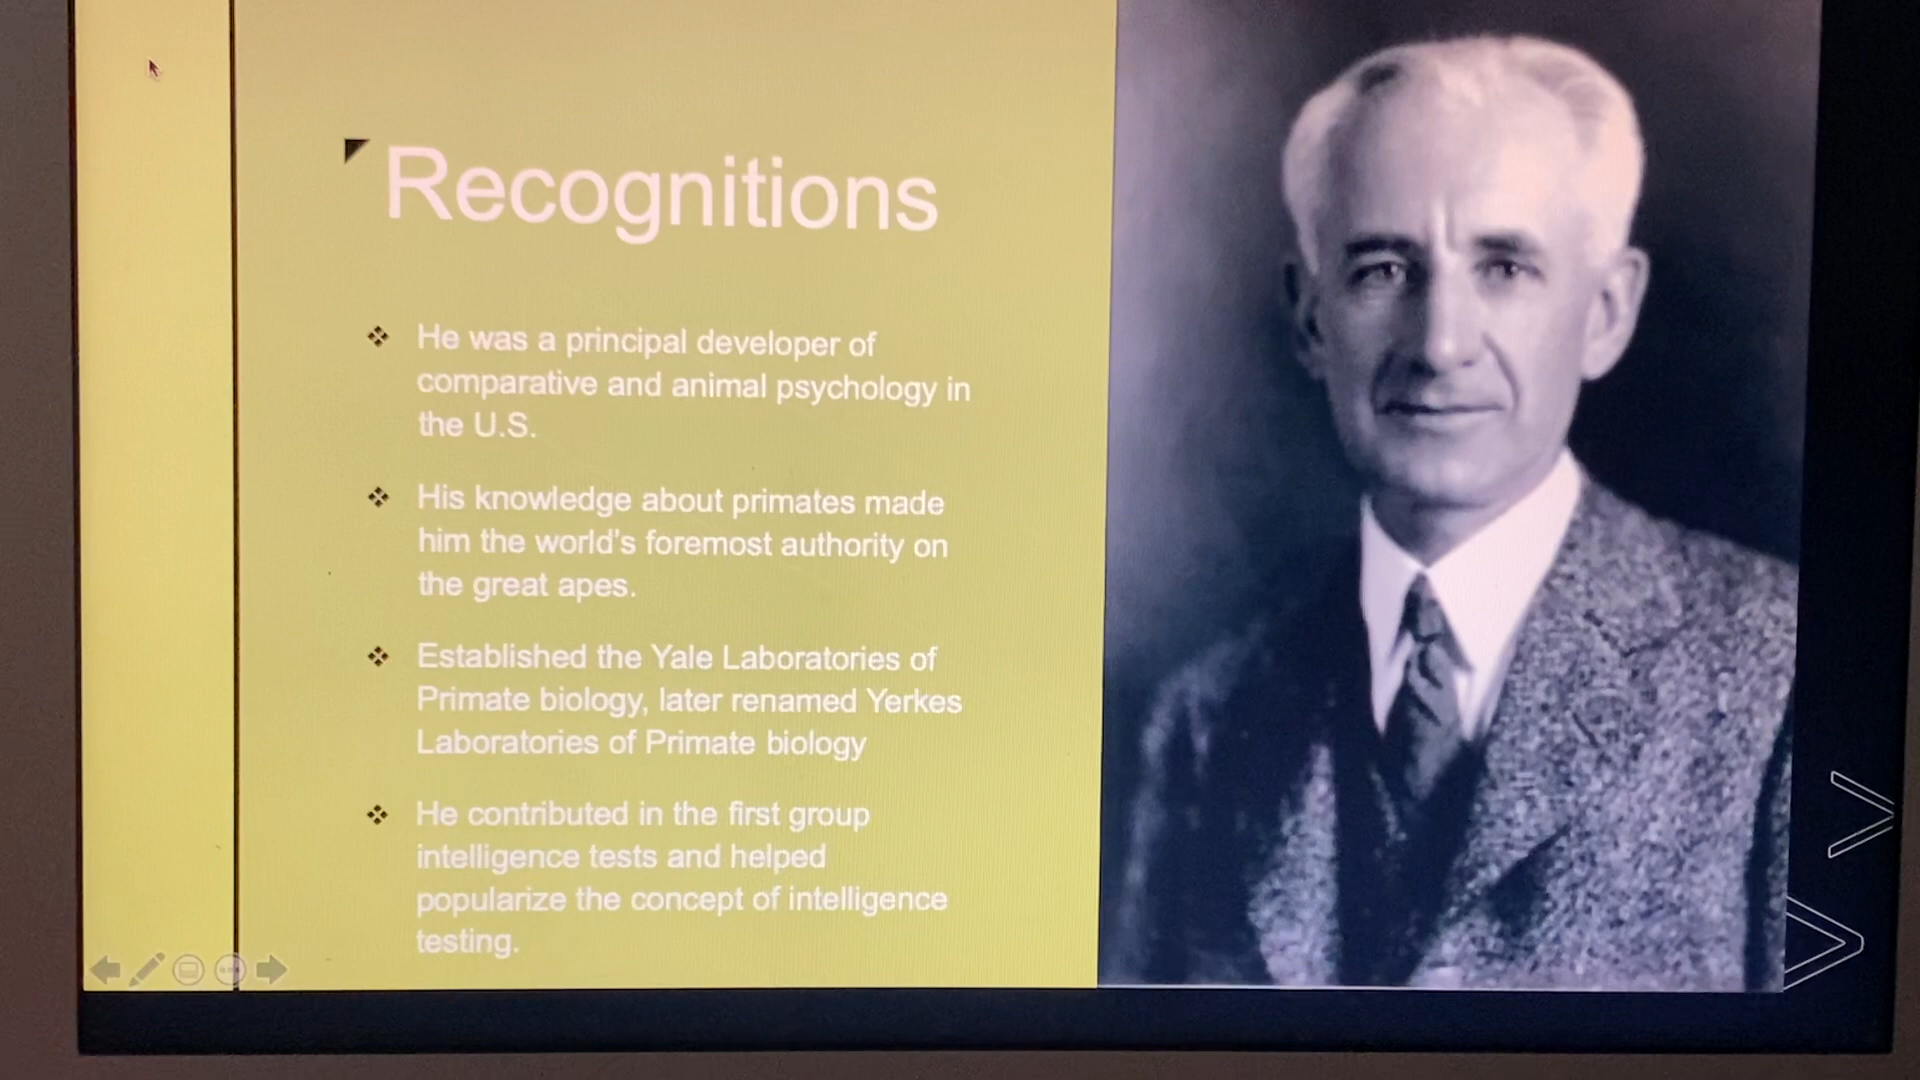 Recognitions
He was a principal developer of
comparative and animal psychology in
the U.S.
His knowledge about primates made
him the world's foremost authority on
the great apes.
Established the Yale Laboratories of
Primate biology, later renamed Yerkes
Laboratories of Primate biology
He contributed in the first group
intelligence tests and helped
popularize the concept of intelligence
testing.